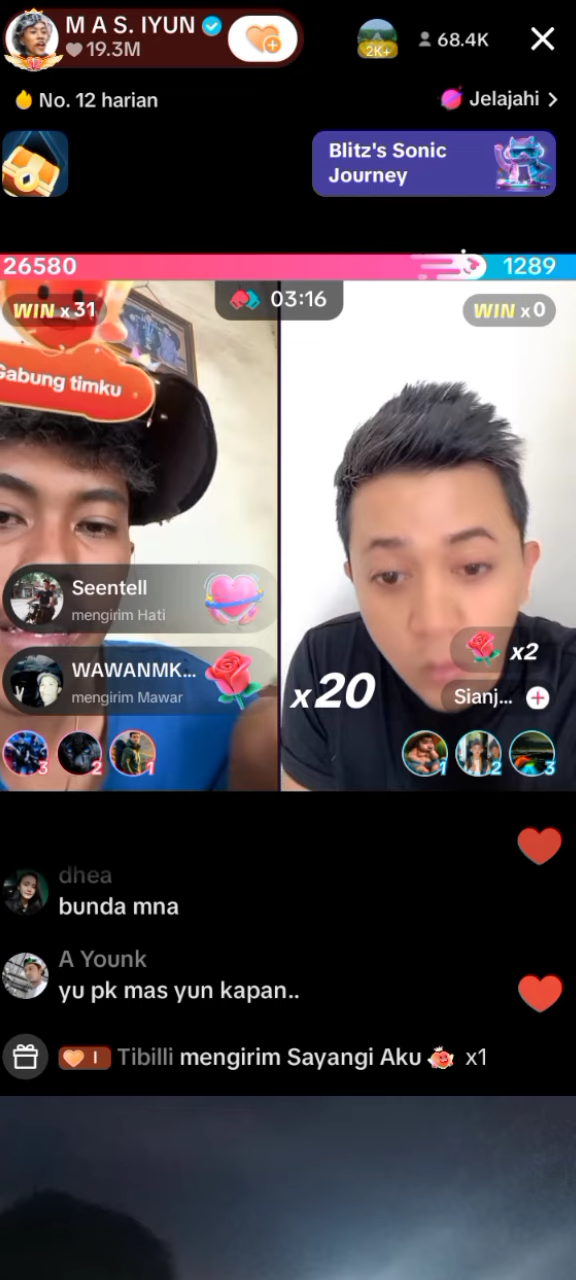 M A S. IYUN
19.3M
2K+
68.4K
No. 12 harian
Jelajahi >
Blitz's Sonic
Journey
26580
1289
WIN x31
03:16
WIN x0
Gabung timku
Seentell
mengirim Hati
WAWANMK...
mengirim Mawar
x2
x20
Sianj...
3
2
1
1
2
3
dhea
bunda mna
A Younk
yu pk mas yun kapan..
I Tibilli mengirim Sayangi Aku x1